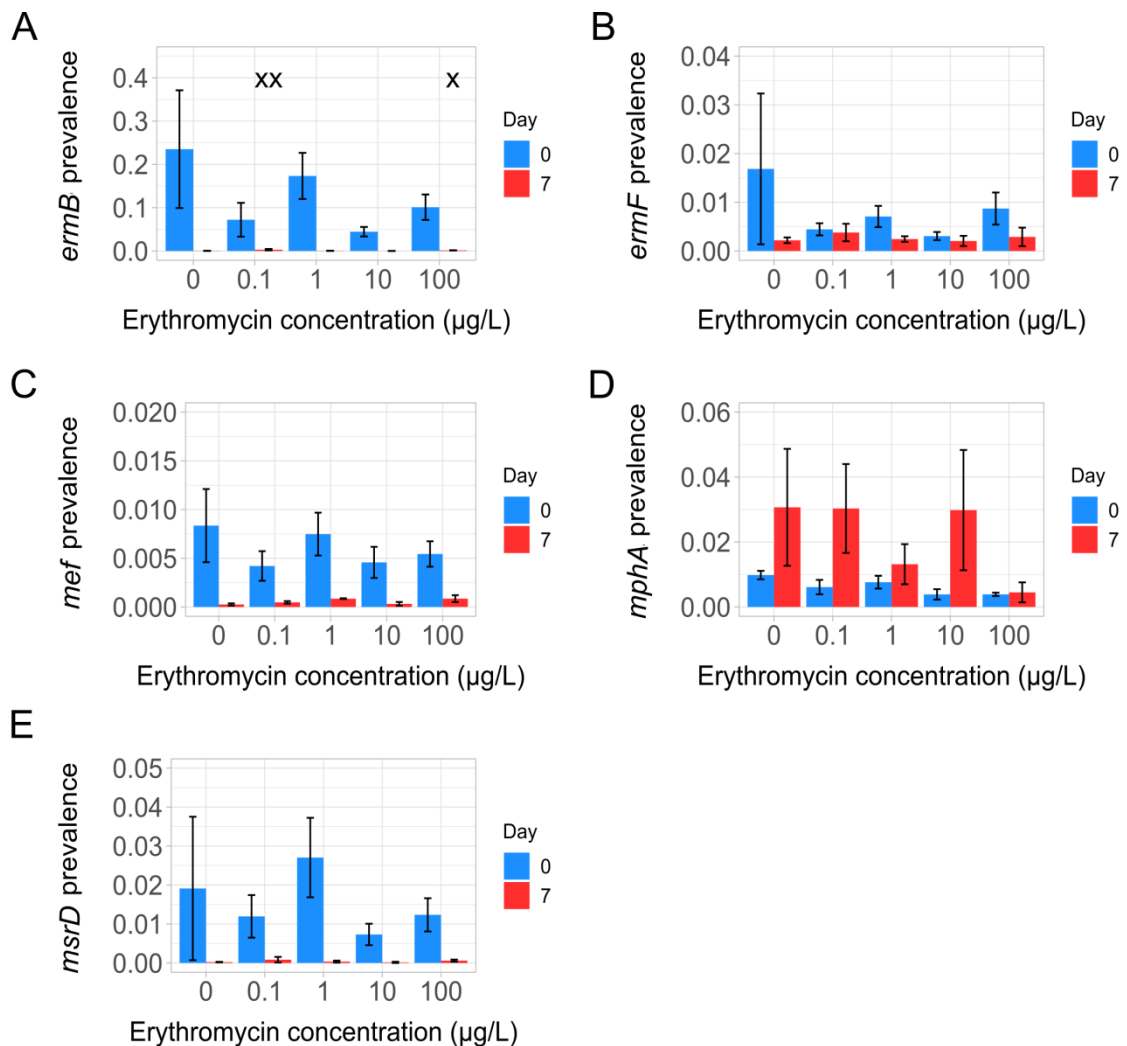 A
ermB prevalence
0.4
0.3
0.2
0.1
0.0
xx
x
0
0.1
1
10
100
Erythromycin concentration (µg/L)
Day
0
7
B
ermF prevalence
0.04
0.03
0.02
0.01
0.00
0
0.1
1
10
100
Erythromycin concentration (µg/L)
Day
0
7
C
mef prevalence
0.020
0.015
0.010
0.005
0.000
0
0.1
1
10
100
Erythromycin concentration (µg/L)
Day
0
7
D
mphA prevalence
0.06
0.04
0.02
0.00
0
0.1
1
10
100
Erythromycin concentration (µg/L)
Day
0
7
E
msrD prevalence
0.05
0.04
0.03
0.02
0.01
0.00
0
0.1
1
10
100
Erythromycin concentration (µg/L)
Day
0
7